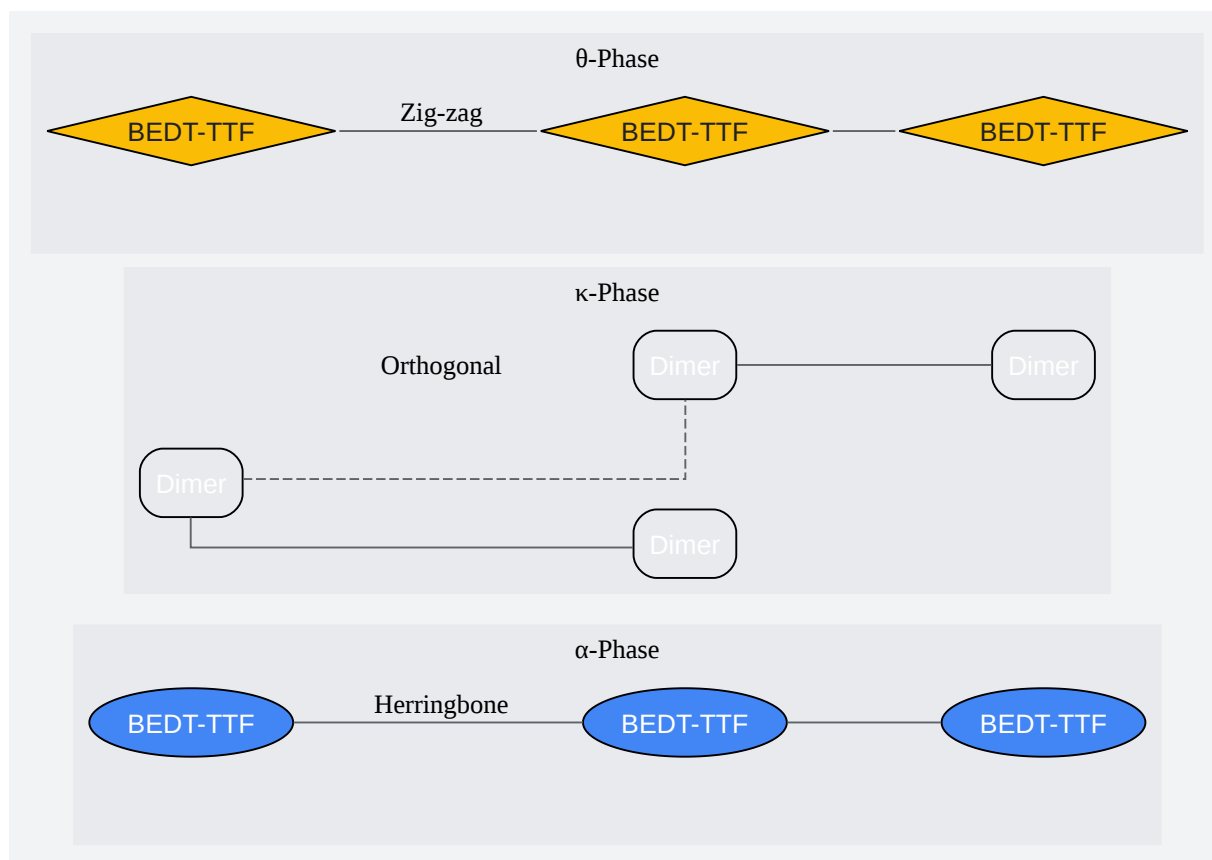 θ-Phase
BEDT-TTF
Zig-zag
BEDT-TTF
BEDT-TTF
κ-Phase
Orthogonal
Dimer
Dimer
Dimer
Dimer
α-Phase
BEDT-TTF
Herringbone
BEDT-TTF
BEDT-TTF